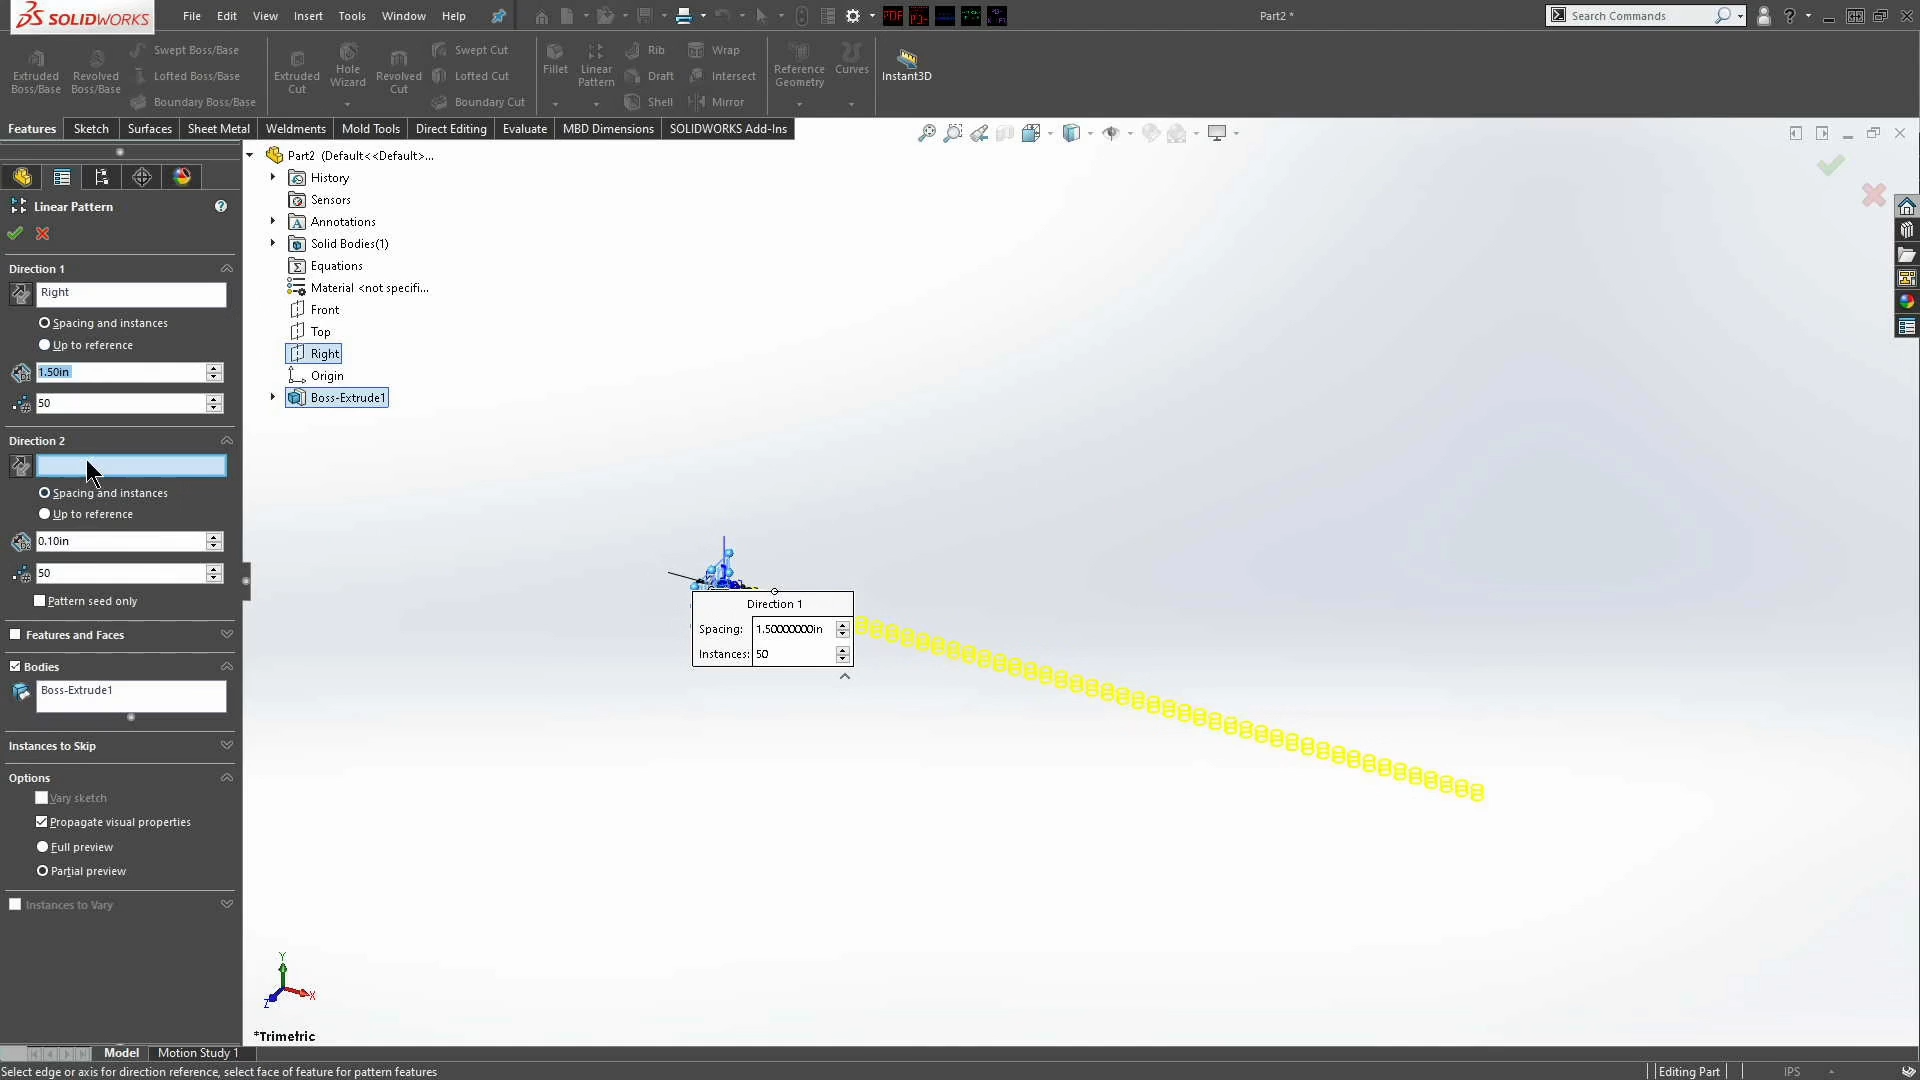 SOLIDWORKS
File Edit View Insert Tools Window Help
PDF
Part2 *
Search Commands
Extruded Boss/Base
Revolved Boss/Base
Swept Boss/Base
Lofted Boss/Base
Boundary Boss/Base
Extruded Cut
Hole Wizard
Revolved Cut
Swept Cut
Lofted Cut
Boundary Cut
Fillet
Linear Pattern
Rib
Draft
Shell
Wrap
Intersect
Mirror
Reference Geometry
Curves
Instant3D
Features Sketch Surfaces Sheet Metal Weldments Mold Tools Direct Editing Evaluate MBD Dimensions SOLIDWORKS Add-Ins
Linear Pattern
Direction 1
Right
Spacing and instances
Up to reference
1.50in
50
Direction 2
Spacing and instances
Up to reference
0.10in
50
Pattern seed only
Features and Faces
Bodies
Boss-Extrude1
Instances to Skip
Options
Vary sketch
Propagate visual properties
Full preview
Partial preview
Instances to Vary
Part2 (Default<<Default>...
History
Sensors
Annotations
Solid Bodies(1)
Equations
Material <not specifi...
Front
Top
Right
Origin
Boss-Extrude1
Direction 1
Spacing: 1.50000000in
Instances: 50
Y
X
Z
*Trimetric
Model Motion Study 1
Select edge or axis for direction reference, select face of feature for pattern features
Editing Part
IPS